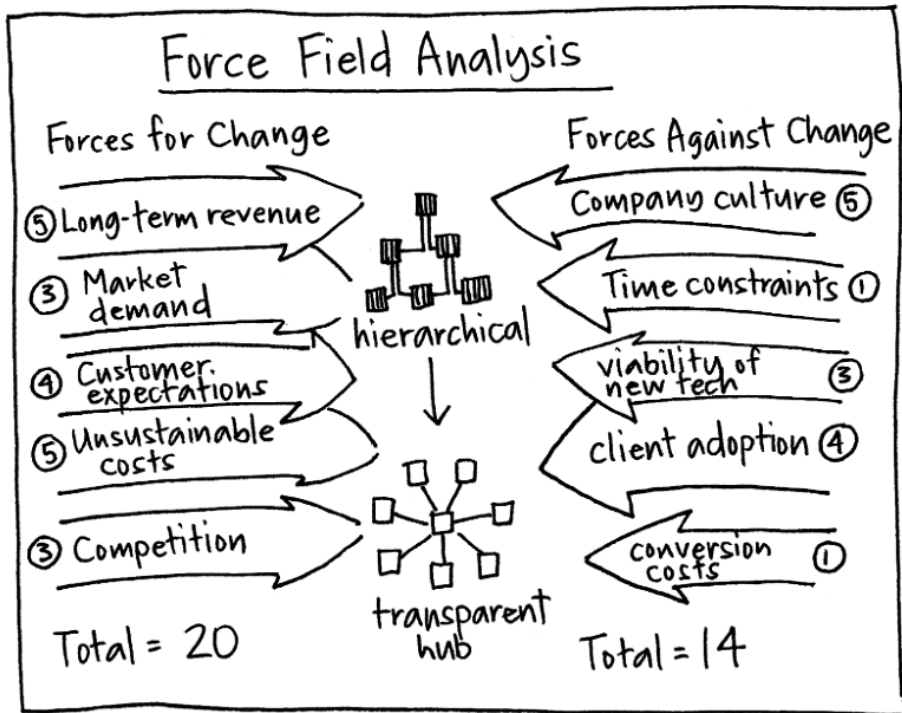 Force Field Analysis
Forces for Change
⑤ Long-term revenue
③ Market
demand
④ Customer.
expectations
⑤ Unsustainable
costs
③ Competition
Total = 20
hierarchical
transparent
hub
Forces Against Change
Company culture ⑤
Time constraints ①
viability of
new tech ③
client adoption ④
conversion
costs ①
Total = 14